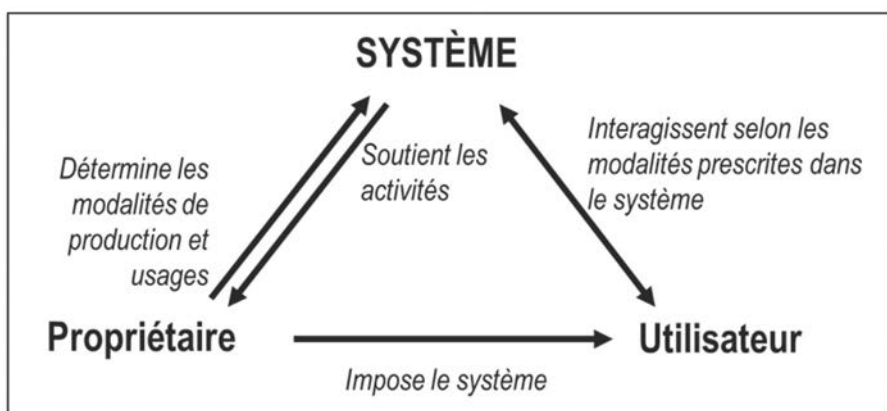 SYSTÈME
Détermine les
modalités de
production et
usages
Soutient les
activités
Interagissent selon les
modalités prescrites dans
le système
Propriétaire
Utilisateur
Impose le système